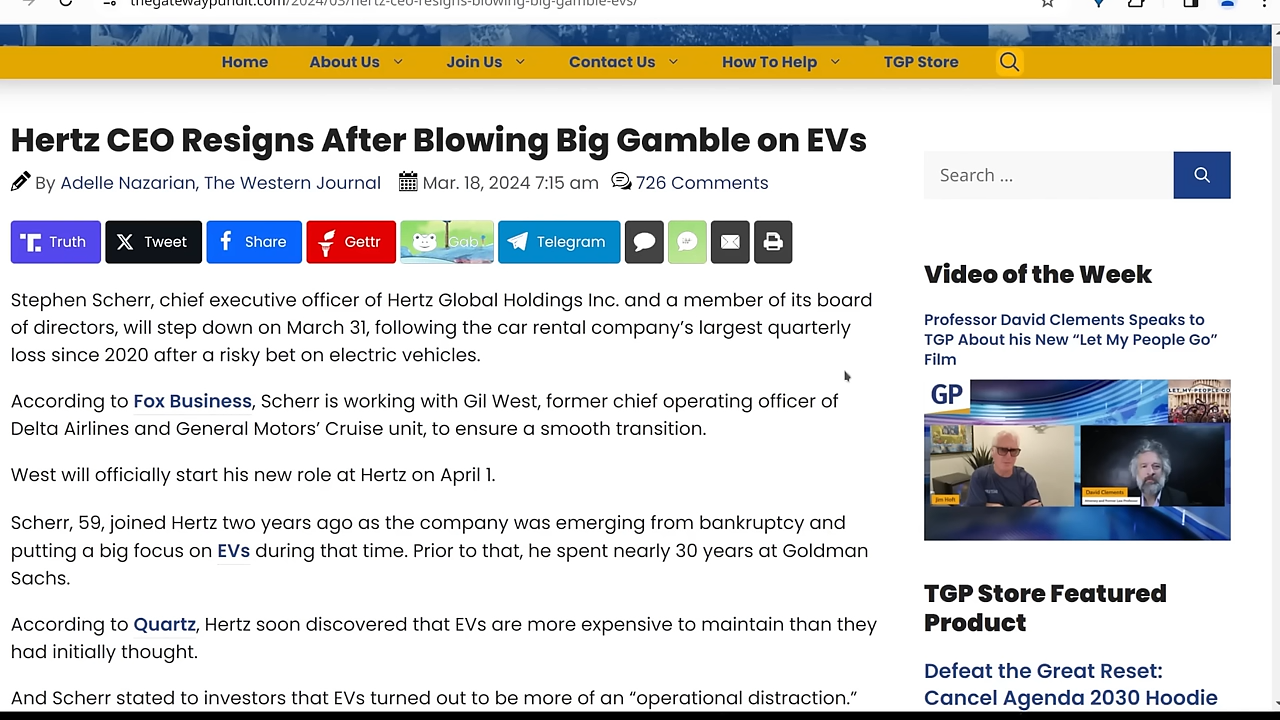 thegatewaypundit.com/2024/03/hertz-ceo-resigns-blowing-big-gamble-evs/
Home About Us Join Us Contact Us How To Help TGP Store
Hertz CEO Resigns After Blowing Big Gamble on EVs
By Adelle Nazarian, The Western Journal Mar. 18, 2024 7:15 am 726 Comments
Truth Tweet Share Gettr Gab Telegram
Stephen Scherr, chief executive officer of Hertz Global Holdings Inc. and a member of its board
of directors, will step down on March 31, following the car rental company’s largest quarterly
loss since 2020 after a risky bet on electric vehicles.
According to Fox Business, Scherr is working with Gil West, former chief operating officer of
Delta Airlines and General Motors’ Cruise unit, to ensure a smooth transition.
West will officially start his new role at Hertz on April 1.
Scherr, 59, joined Hertz two years ago as the company was emerging from bankruptcy and
putting a big focus on EVs during that time. Prior to that, he spent nearly 30 years at Goldman
Sachs.
According to Quartz, Hertz soon discovered that EVs are more expensive to maintain than they
had initially thought.
And Scherr stated to investors that EVs turned out to be more of an “operational distraction.”
Search ...
Video of the Week
Professor David Clements Speaks to
TGP About his New “Let My People Go”
Film
GP
LET MY PEOPLE GO
Jim Hoft
David Clements
TGP Store Featured
Product
Defeat the Great Reset:
Cancel Agenda 2030 Hoodie